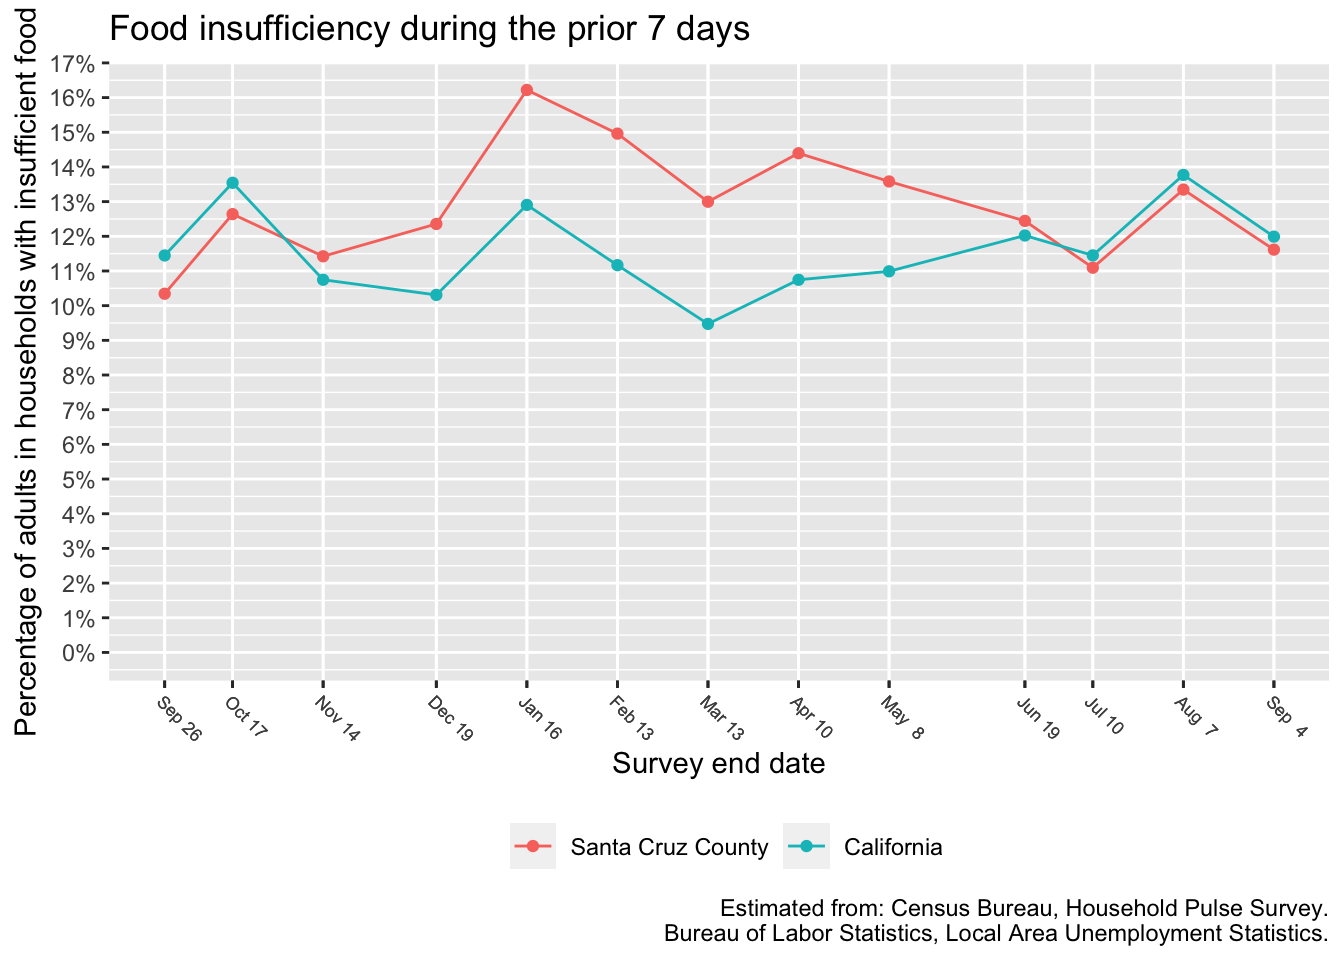 Food insufficiency during the prior 7 days
Percentage of adults in households with insufficient food
17%
16%
15%
14%
13%
12%
11%
10%
9%
8%
7%
6%
5%
4%
3%
2%
1%
0%
Sep 26
Oct 17
Nov 14
Dec 19
Jan 16
Feb 13
Mar 13
Apr 10
May 8
Jun 19
Jul 10
Aug 7
Sep 4
Survey end date
Santa Cruz County
California
Estimated from: Census Bureau, Household Pulse Survey.
Bureau of Labor Statistics, Local Area Unemployment Statistics.